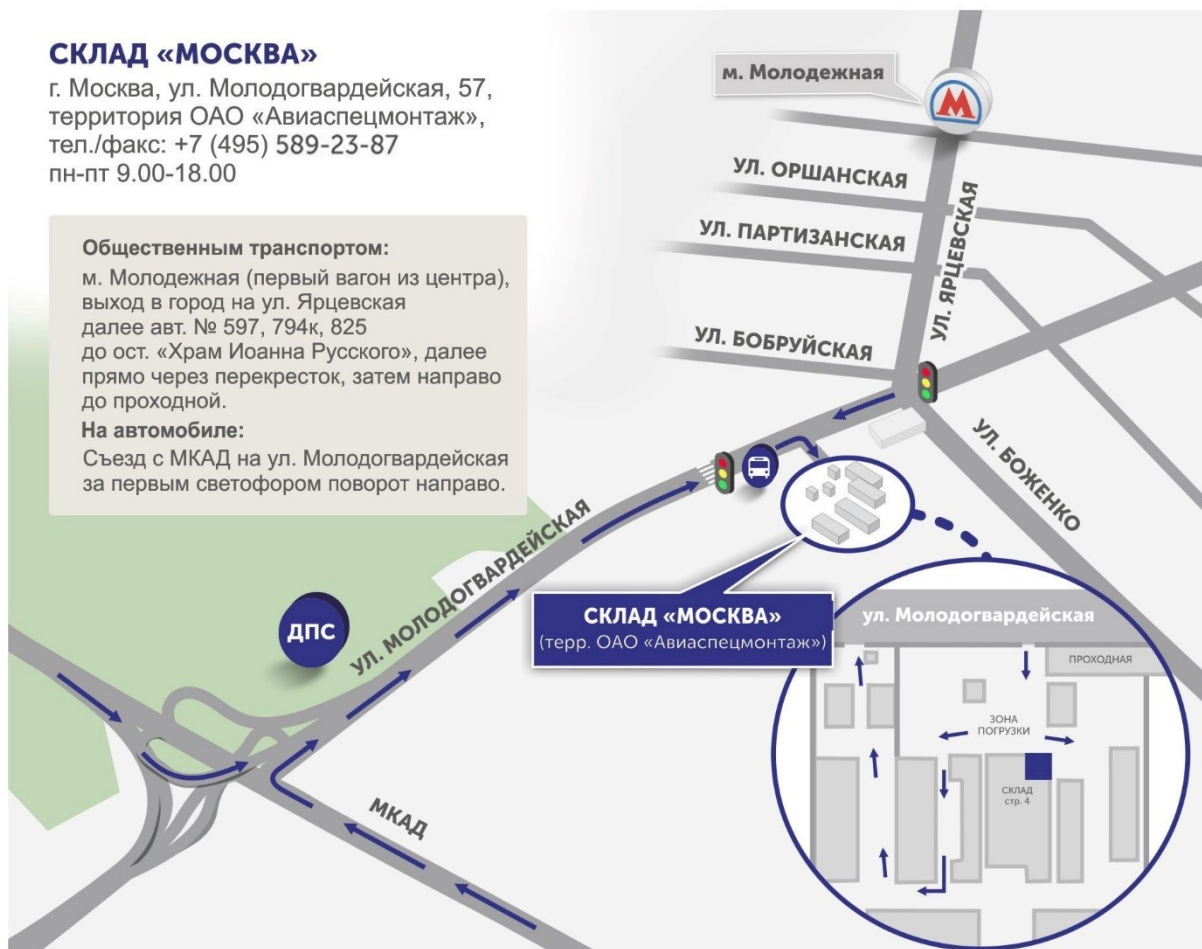 СКЛАД «МОСКВА»
г. Москва, ул. Молодогвардейская, 57,
территория ОАО «Авиаспецмонтаж»,
тел./факс: +7 (495) 589-23-87
пн-пт 9.00-18.00
Общественным транспортом:
м. Молодежная (первый вагон из центра),
выход в город на ул. Ярцевская
далее авт. № 597, 794к, 825
до ост. «Храм Иоанна Русского», далее
прямо через перекресток, затем направо
до проходной.
На автомобиле:
Съезд с МКАД на ул. Молодогвардейская
за первым светофором поворот направо.
м. Молодежная
М
УЛ. ОРШАНСКАЯ
УЛ. ПАРТИЗАНСКАЯ
УЛ. ЯРЦЕВСКАЯ
УЛ. БОБРУЙСКАЯ
УЛ. БОЖЕНКО
УЛ. МОЛОДОГВАРДЕЙСКАЯ
ДПС
МКАД
СКЛАД «МОСКВА»
(терр. ОАО «Авиаспецмонтаж»)
ул. Молодогвардейская
ПРОХОДНАЯ
ЗОНА
ПОГРУЗКИ
СКЛАД
стр. 4